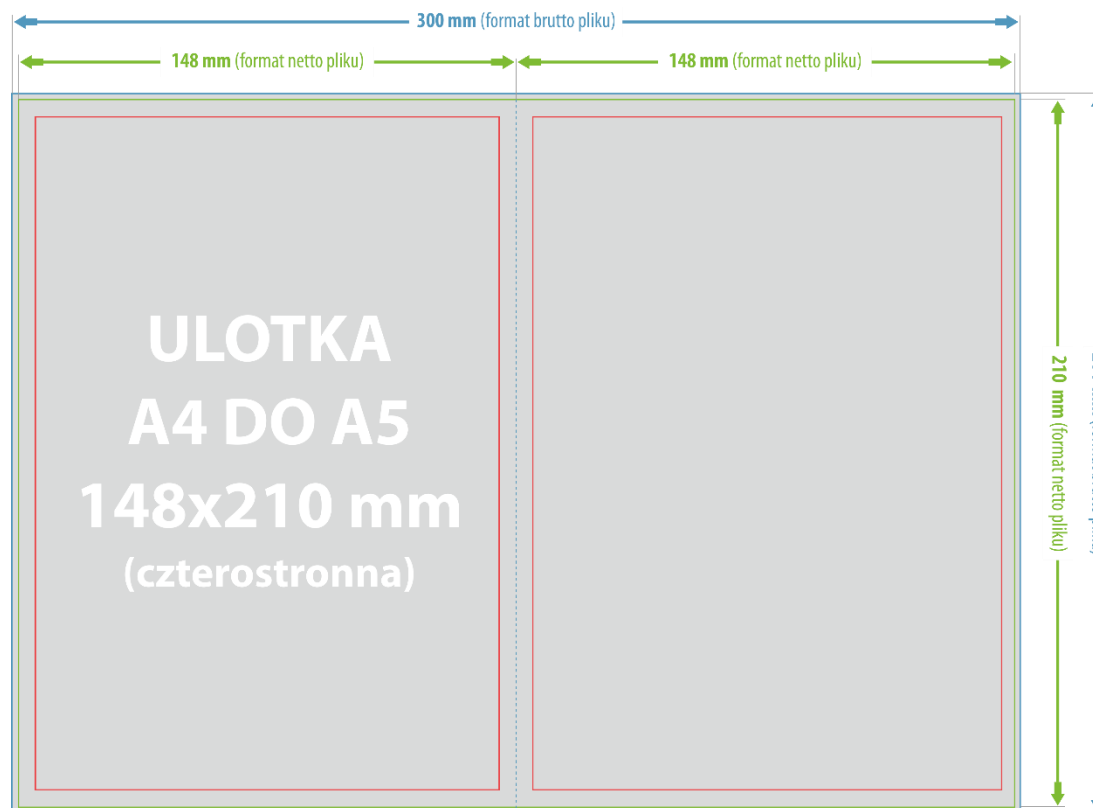 300 mm (format brutto pliku)
148 mm (format netto pliku)
148 mm (format netto pliku)
ULOTKA
A4 DO A5
148x210 mm
(czterostronna)
210 mm (format netto pliku)